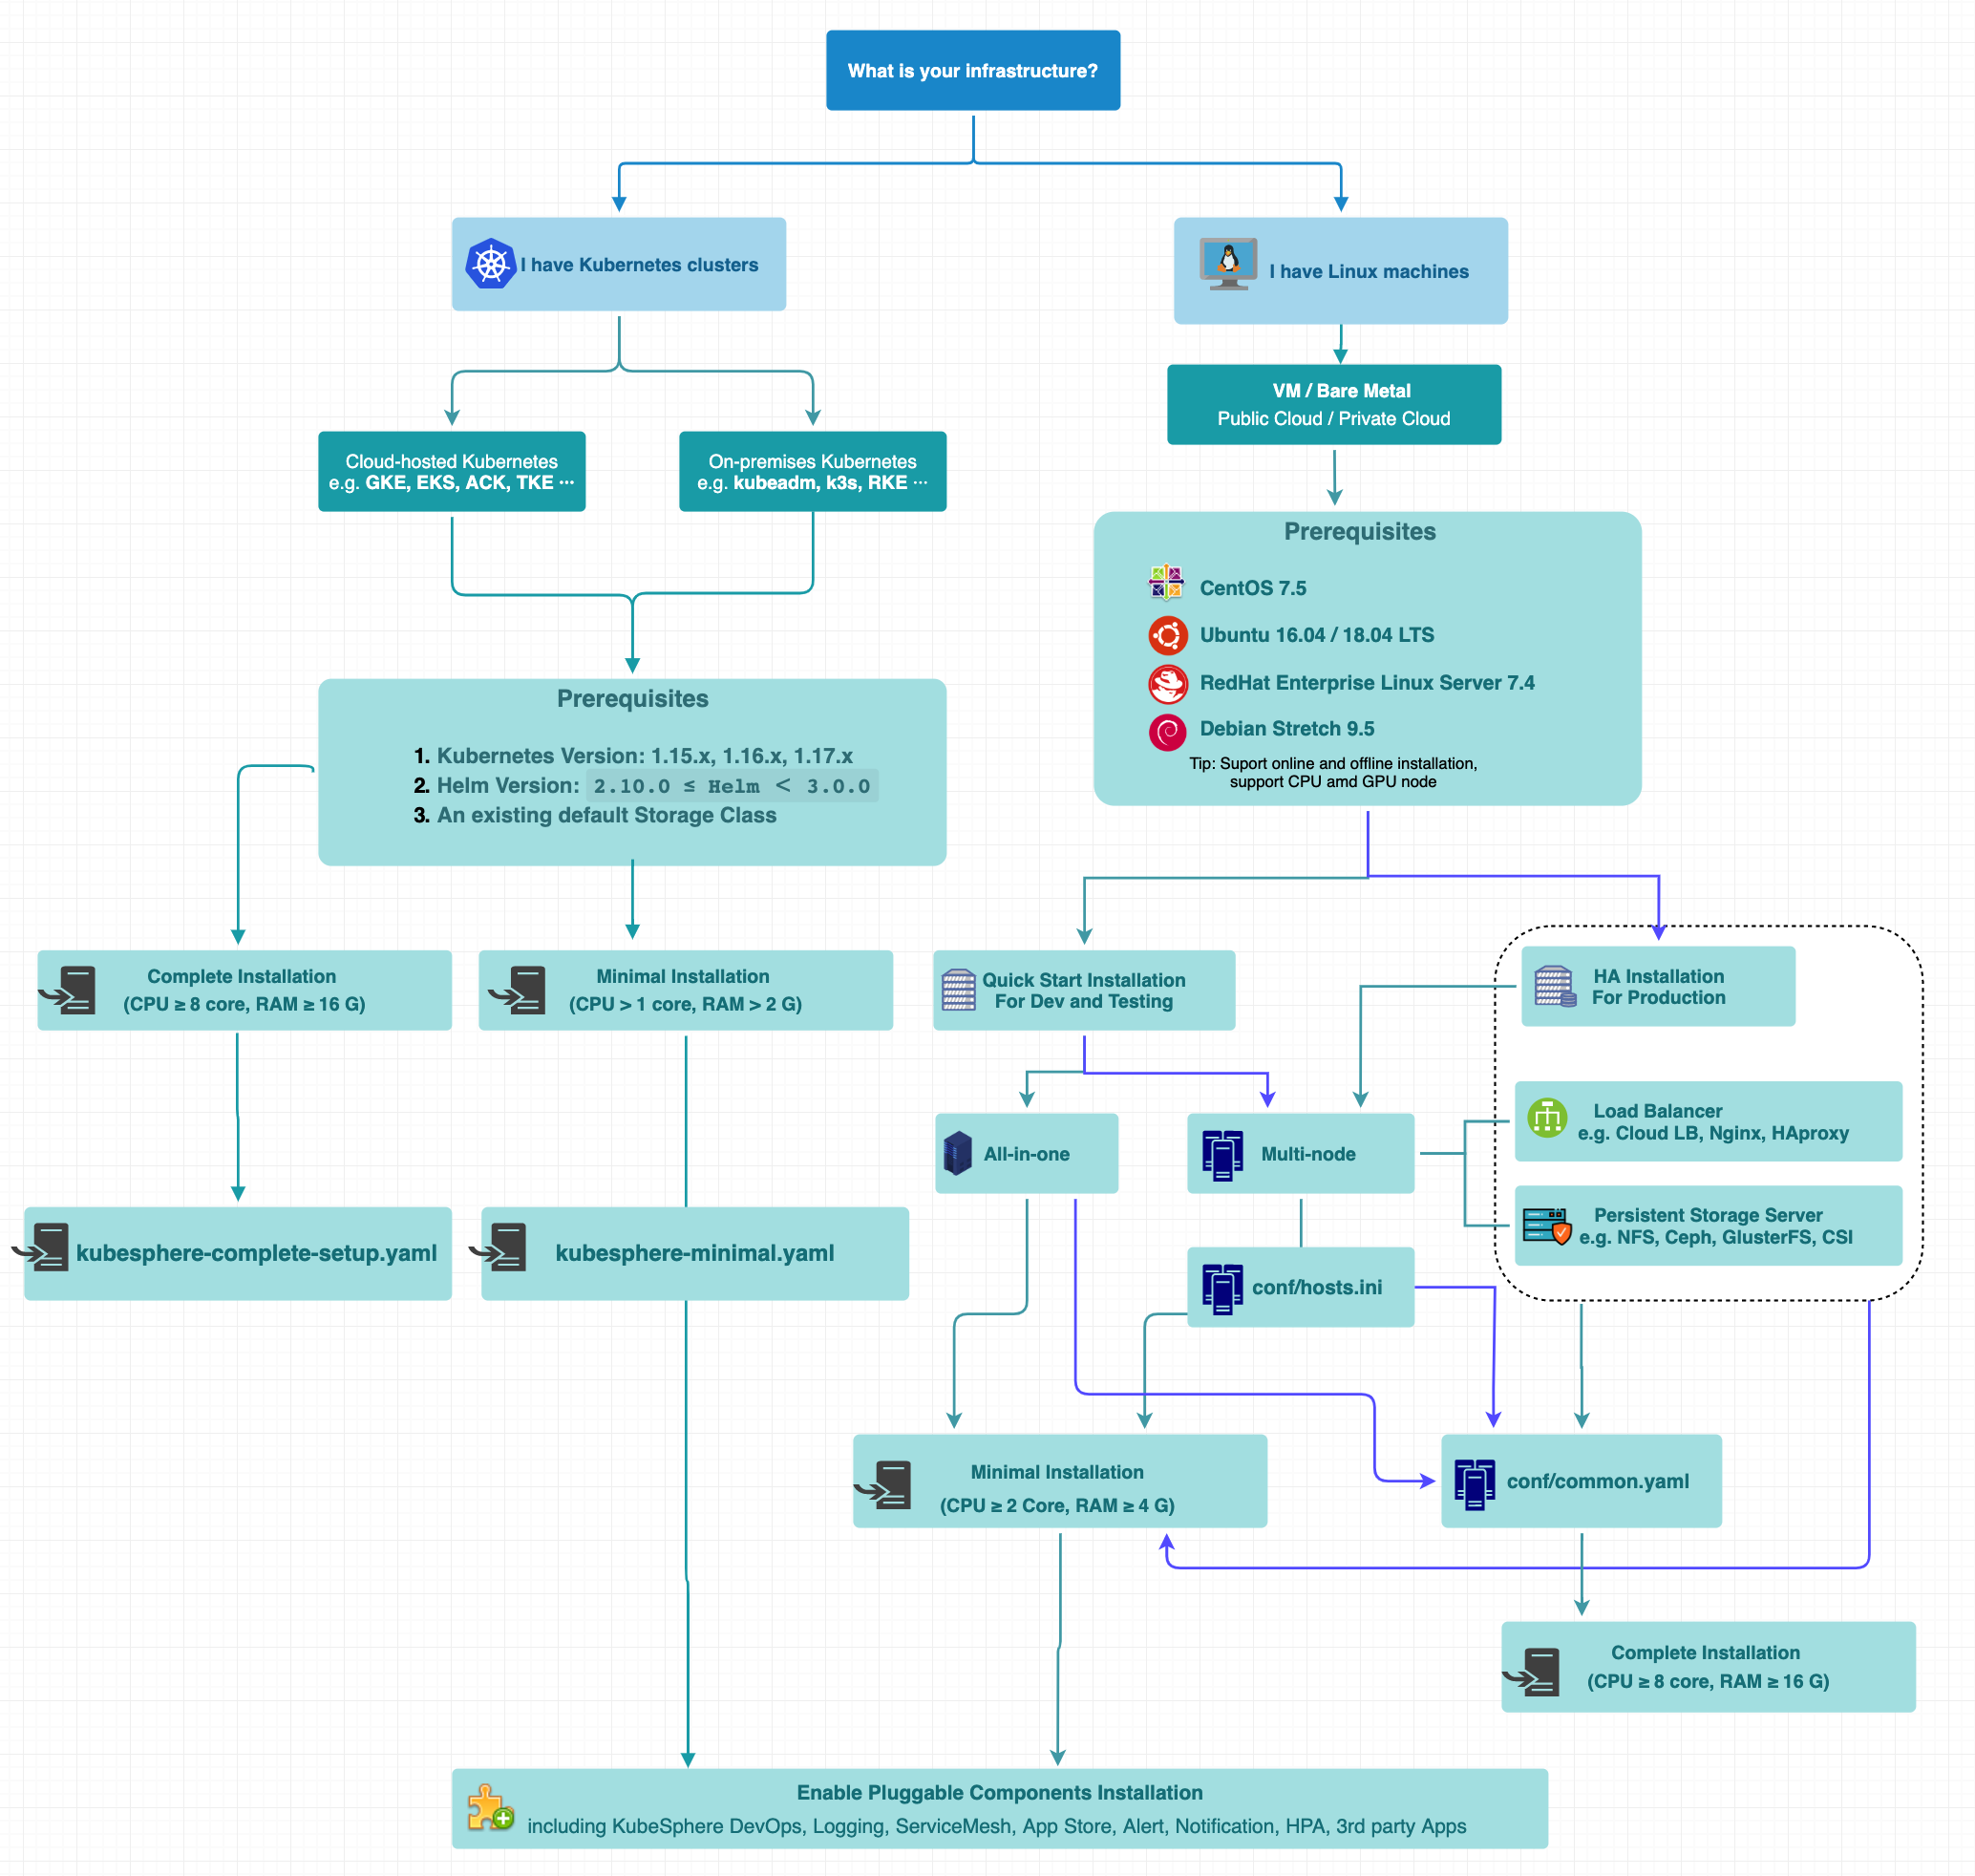 What is your infrastructure?
I have Kubernetes clusters
I have Linux machines
VM / Bare Metal
Public Cloud / Private Cloud
Cloud-hosted Kubernetes
e.g. GKE, EKS, ACK, TKE ···
On-premises Kubernetes
e.g. kubeadm, k3s, RKE ···
Prerequisites
CentOS 7.5
Ubuntu 16.04 / 18.04 LTS
RedHat Enterprise Linux Server 7.4
Debian Stretch 9.5
Tip: Suport online and offline installation,
support CPU amd GPU node
Prerequisites
1. Kubernetes Version: 1.15.x, 1.16.x, 1.17.x
2. Helm Version: 2.10.0 ≤ Helm < 3.0.0
3. An existing default Storage Class
Complete Installation
(CPU ≥ 8 core, RAM ≥ 16 G)
Minimal Installation
(CPU > 1 core, RAM > 2 G)
Quick Start Installation
For Dev and Testing
HA Installation
For Production
Load Balancer
e.g. Cloud LB, Nginx, HAproxy
All-in-one
Multi-node
Persistent Storage Server
e.g. NFS, Ceph, GlusterFS, CSI
kubesphere-complete-setup.yaml
kubesphere-minimal.yaml
conf/hosts.ini
Minimal Installation
(CPU ≥ 2 Core, RAM ≥ 4 G)
conf/common.yaml
Complete Installation
(CPU ≥ 8 core, RAM ≥ 16 G)
Enable Pluggable Components Installation
including KubeSphere DevOps, Logging, ServiceMesh, App Store, Alert, Notification, HPA, 3rd party Apps